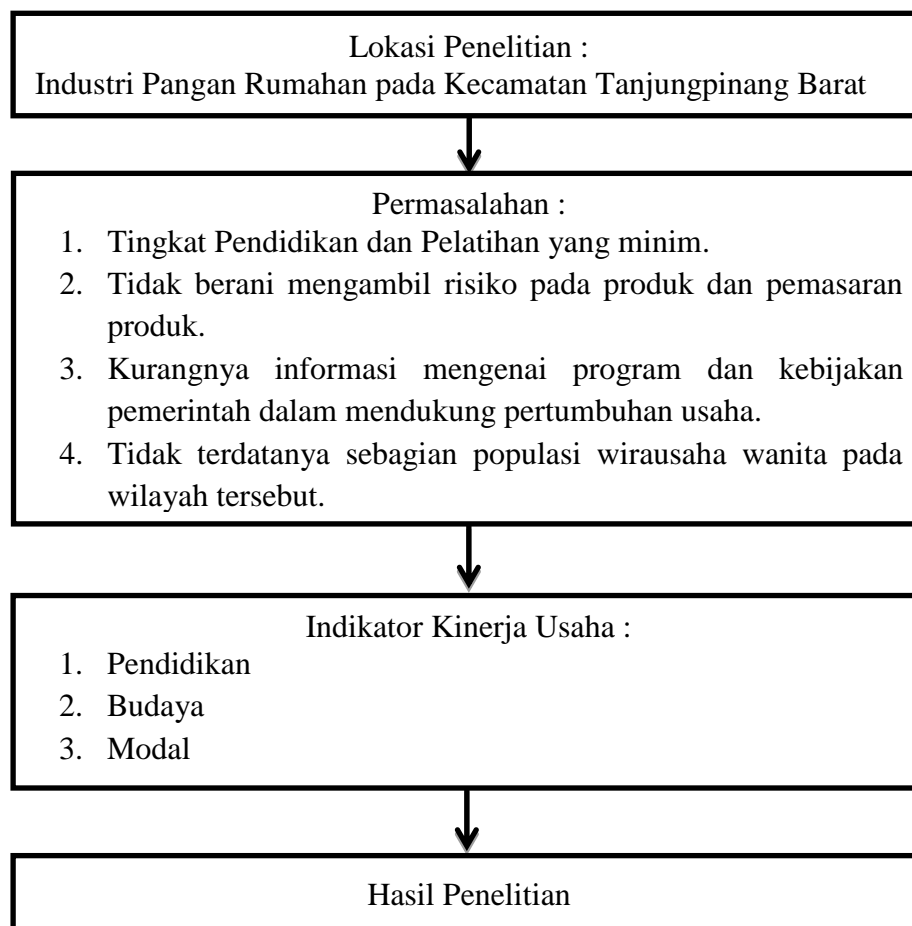 Lokasi Penelitian :
Industri Pangan Rumahan pada Kecamatan Tanjungpinang Barat
Permasalahan :
1. Tingkat Pendidikan dan Pelatihan yang minim.
2. Tidak berani mengambil risiko pada produk dan pemasaran
produk.
3. Kurangnya informasi mengenai program dan kebijakan
pemerintah dalam mendukung pertumbuhan usaha.
4. Tidak terdatanya sebagian populasi wirausaha wanita pada
wilayah tersebut.
Indikator Kinerja Usaha :
1. Pendidikan
2. Budaya
3. Modal
Hasil Penelitian